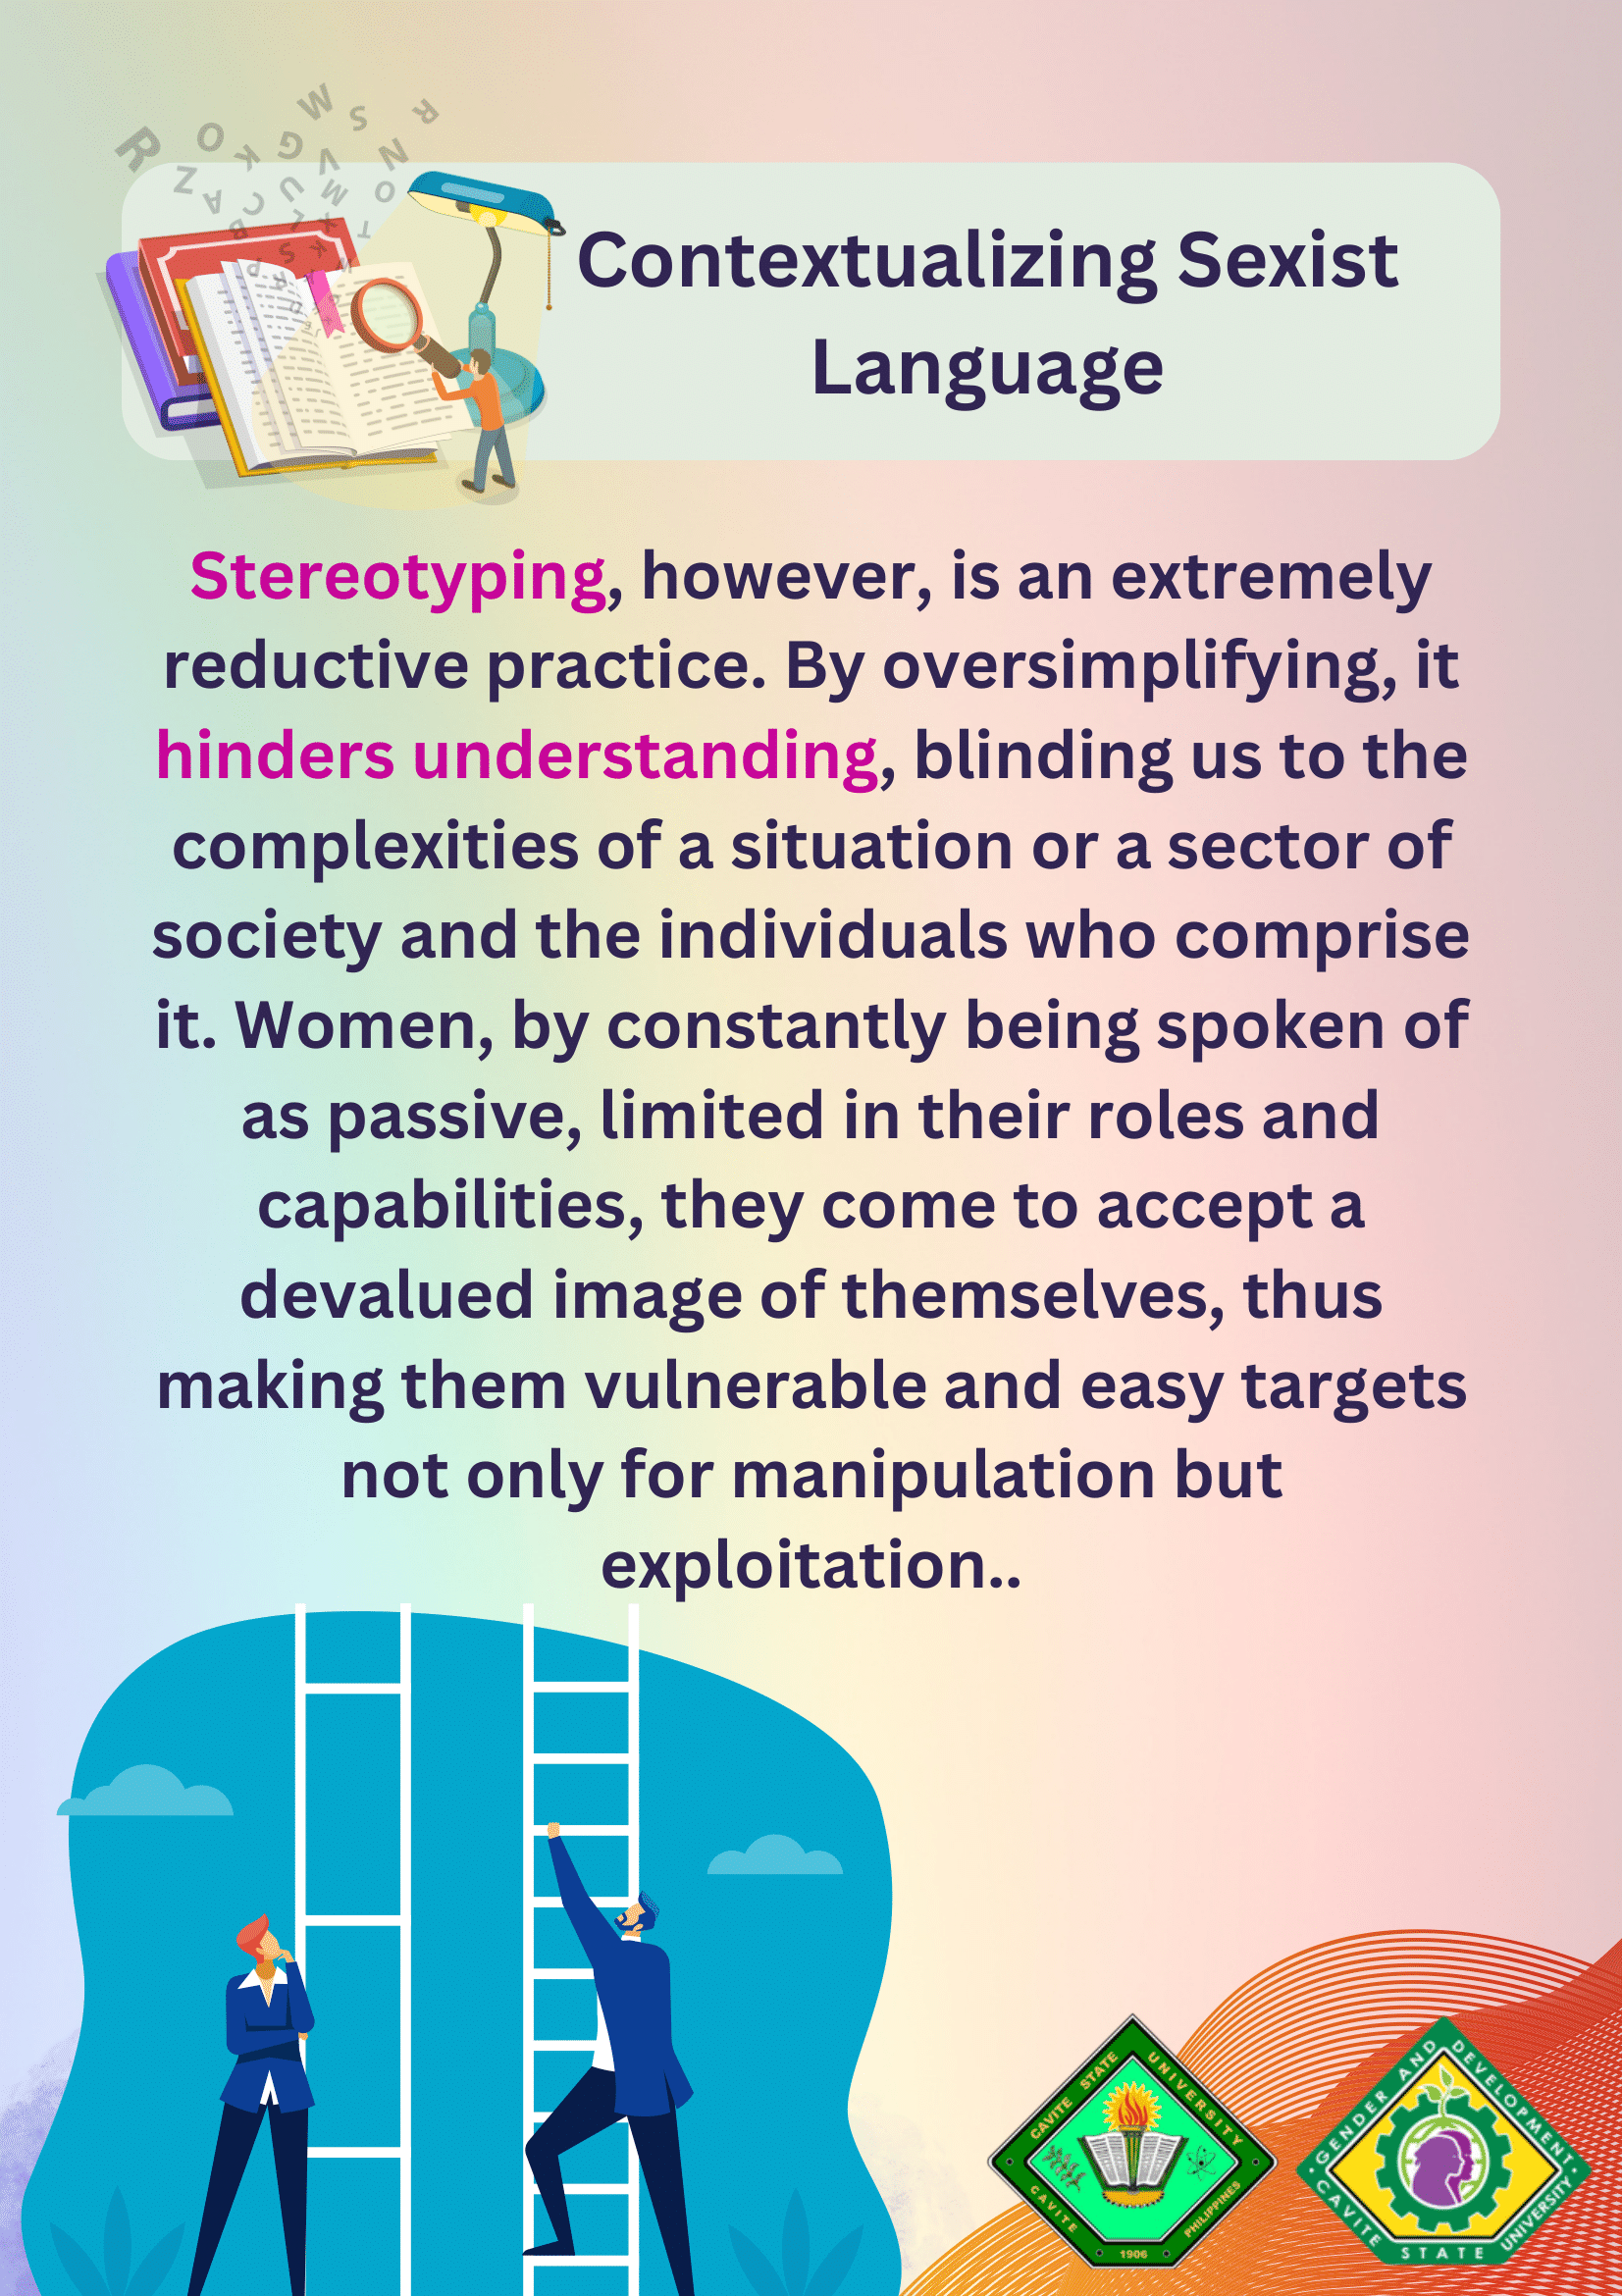 Contextualizing Sexist
Language
Stereotyping, however, is an extremely
reductive practice. By oversimplifying, it
hinders understanding, blinding us to the
complexities of a situation or a sector of
society and the individuals who comprise
it. Women, by constantly being spoken of
as passive, limited in their roles and
capabilities, they come to accept a
devalued image of themselves, thus
making them vulnerable and easy targets
not only for manipulation but
exploitation..
CAVITE STATE UNIVERSITY
CAVITE 1906 PHILIPPINES
GENDER AND DEVELOPMENT
CAVITE STATE UNIVERSITY